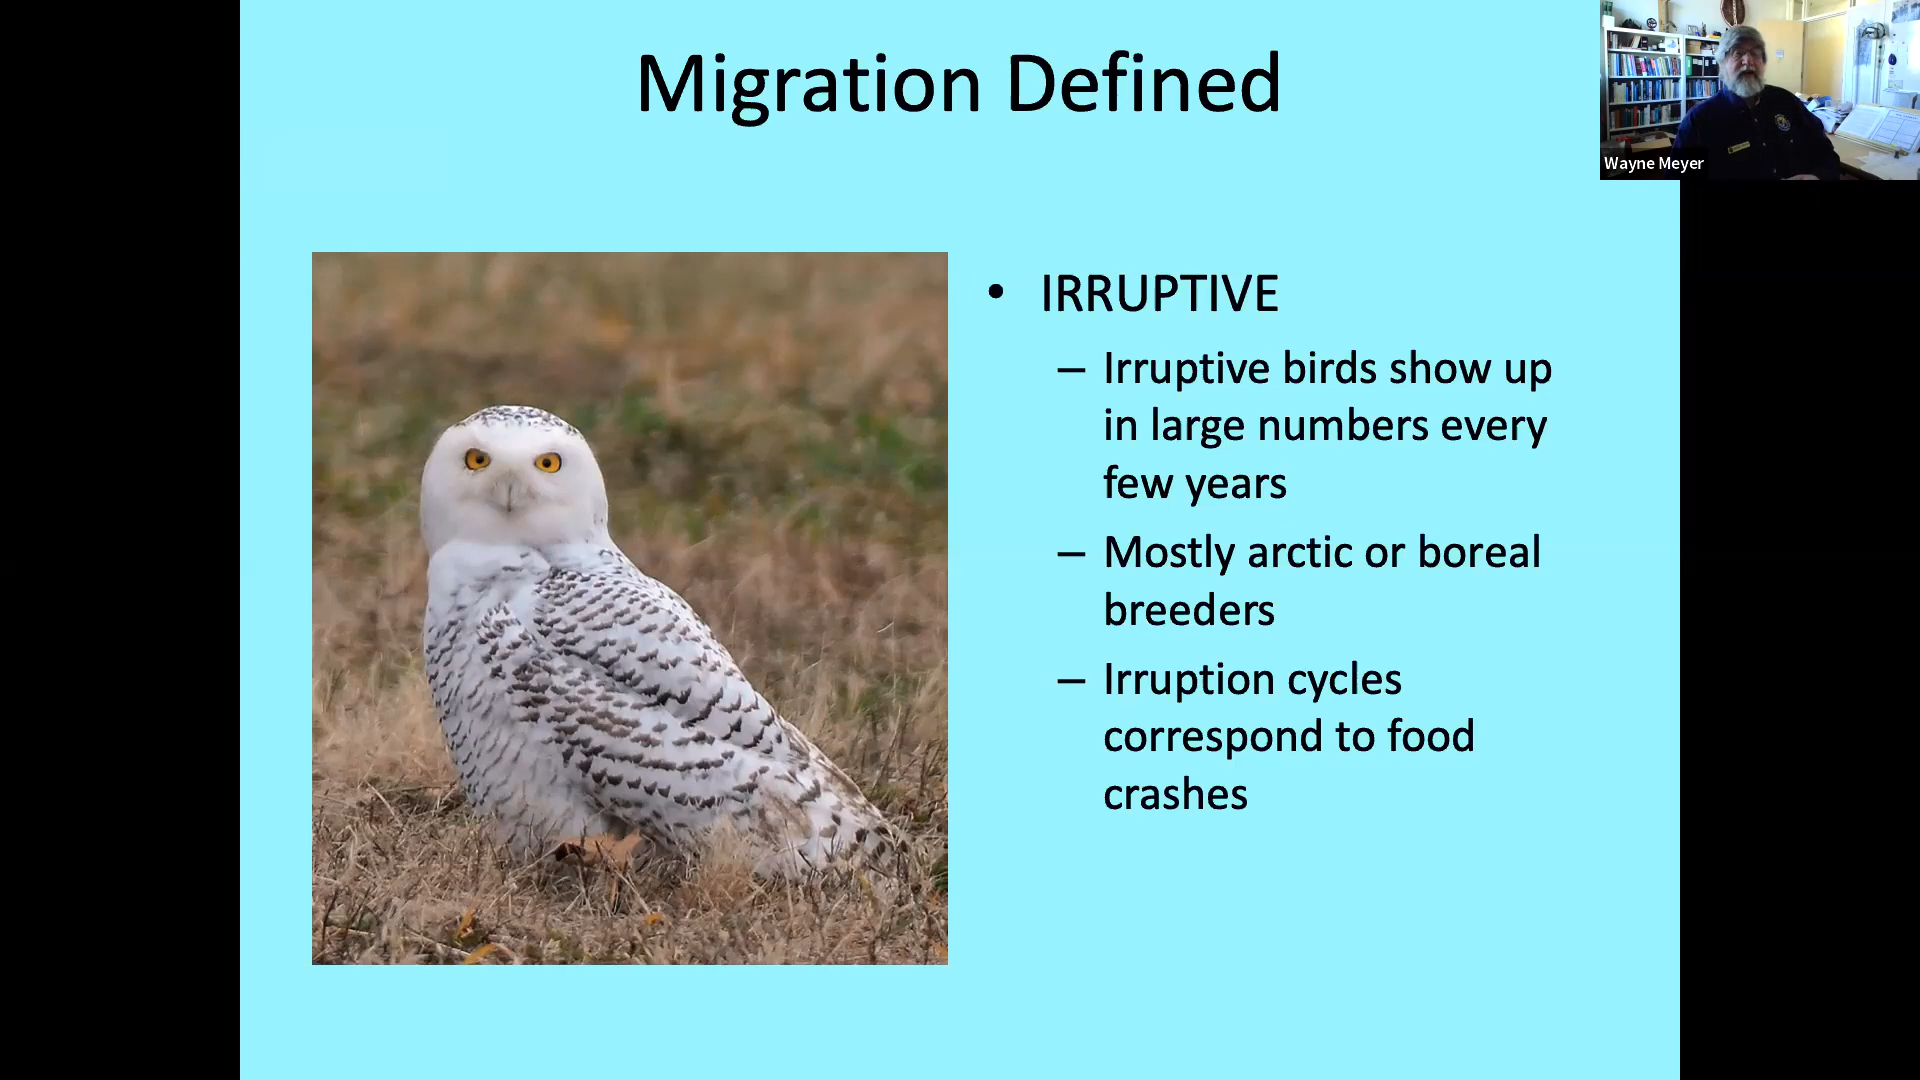 Migration Defined
Wayne Meyer
• IRRUPTIVE
– Irruptive birds show up
in large numbers every
few years
– Mostly arctic or boreal
breeders
– Irruption cycles
correspond to food
crashes